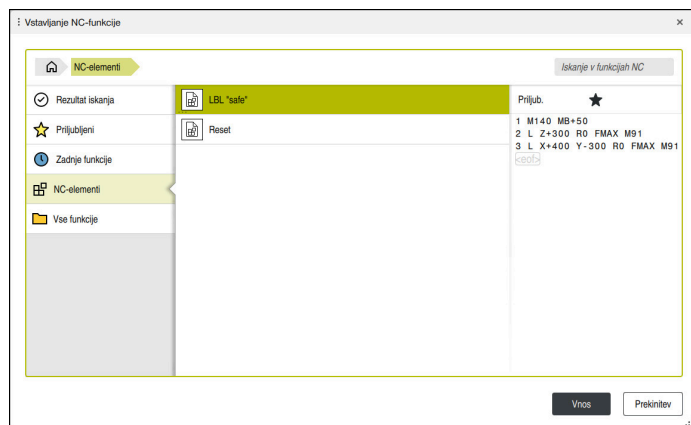 Vstavljanje NC-funkcije
NC-elementi
Iskanje v funkcijah NC
Rezultat iskanja
Priljubljeni
Zadnje funkcije
NC-elementi
Vse funkcije
LBL "safe"
Reset
Priljub.
1 M140 MB+50
2 L Z+300 R0 FMAX M91
3 L X+400 Y-300 R0 FMAX M91
<eof>
Vnos
Prekinitev